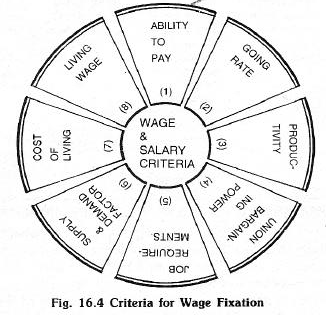 ABILITY
TO
PAY
(1)
GOING
RATE
(2)
PRODUC-
TIVITY
(3)
UNION
BARGAIN-
ING
POWER
(4)
JOB
REQUIRE-
MENTS.
(5)
SUPPLY
&
DEMAND
FACTOR
(6)
COST
OF
LIVING
(7)
LIVING
WAGE
(8)
WAGE
&
SALARY
CRITERIA
Fig. 16.4 Criteria for Wage Fixation